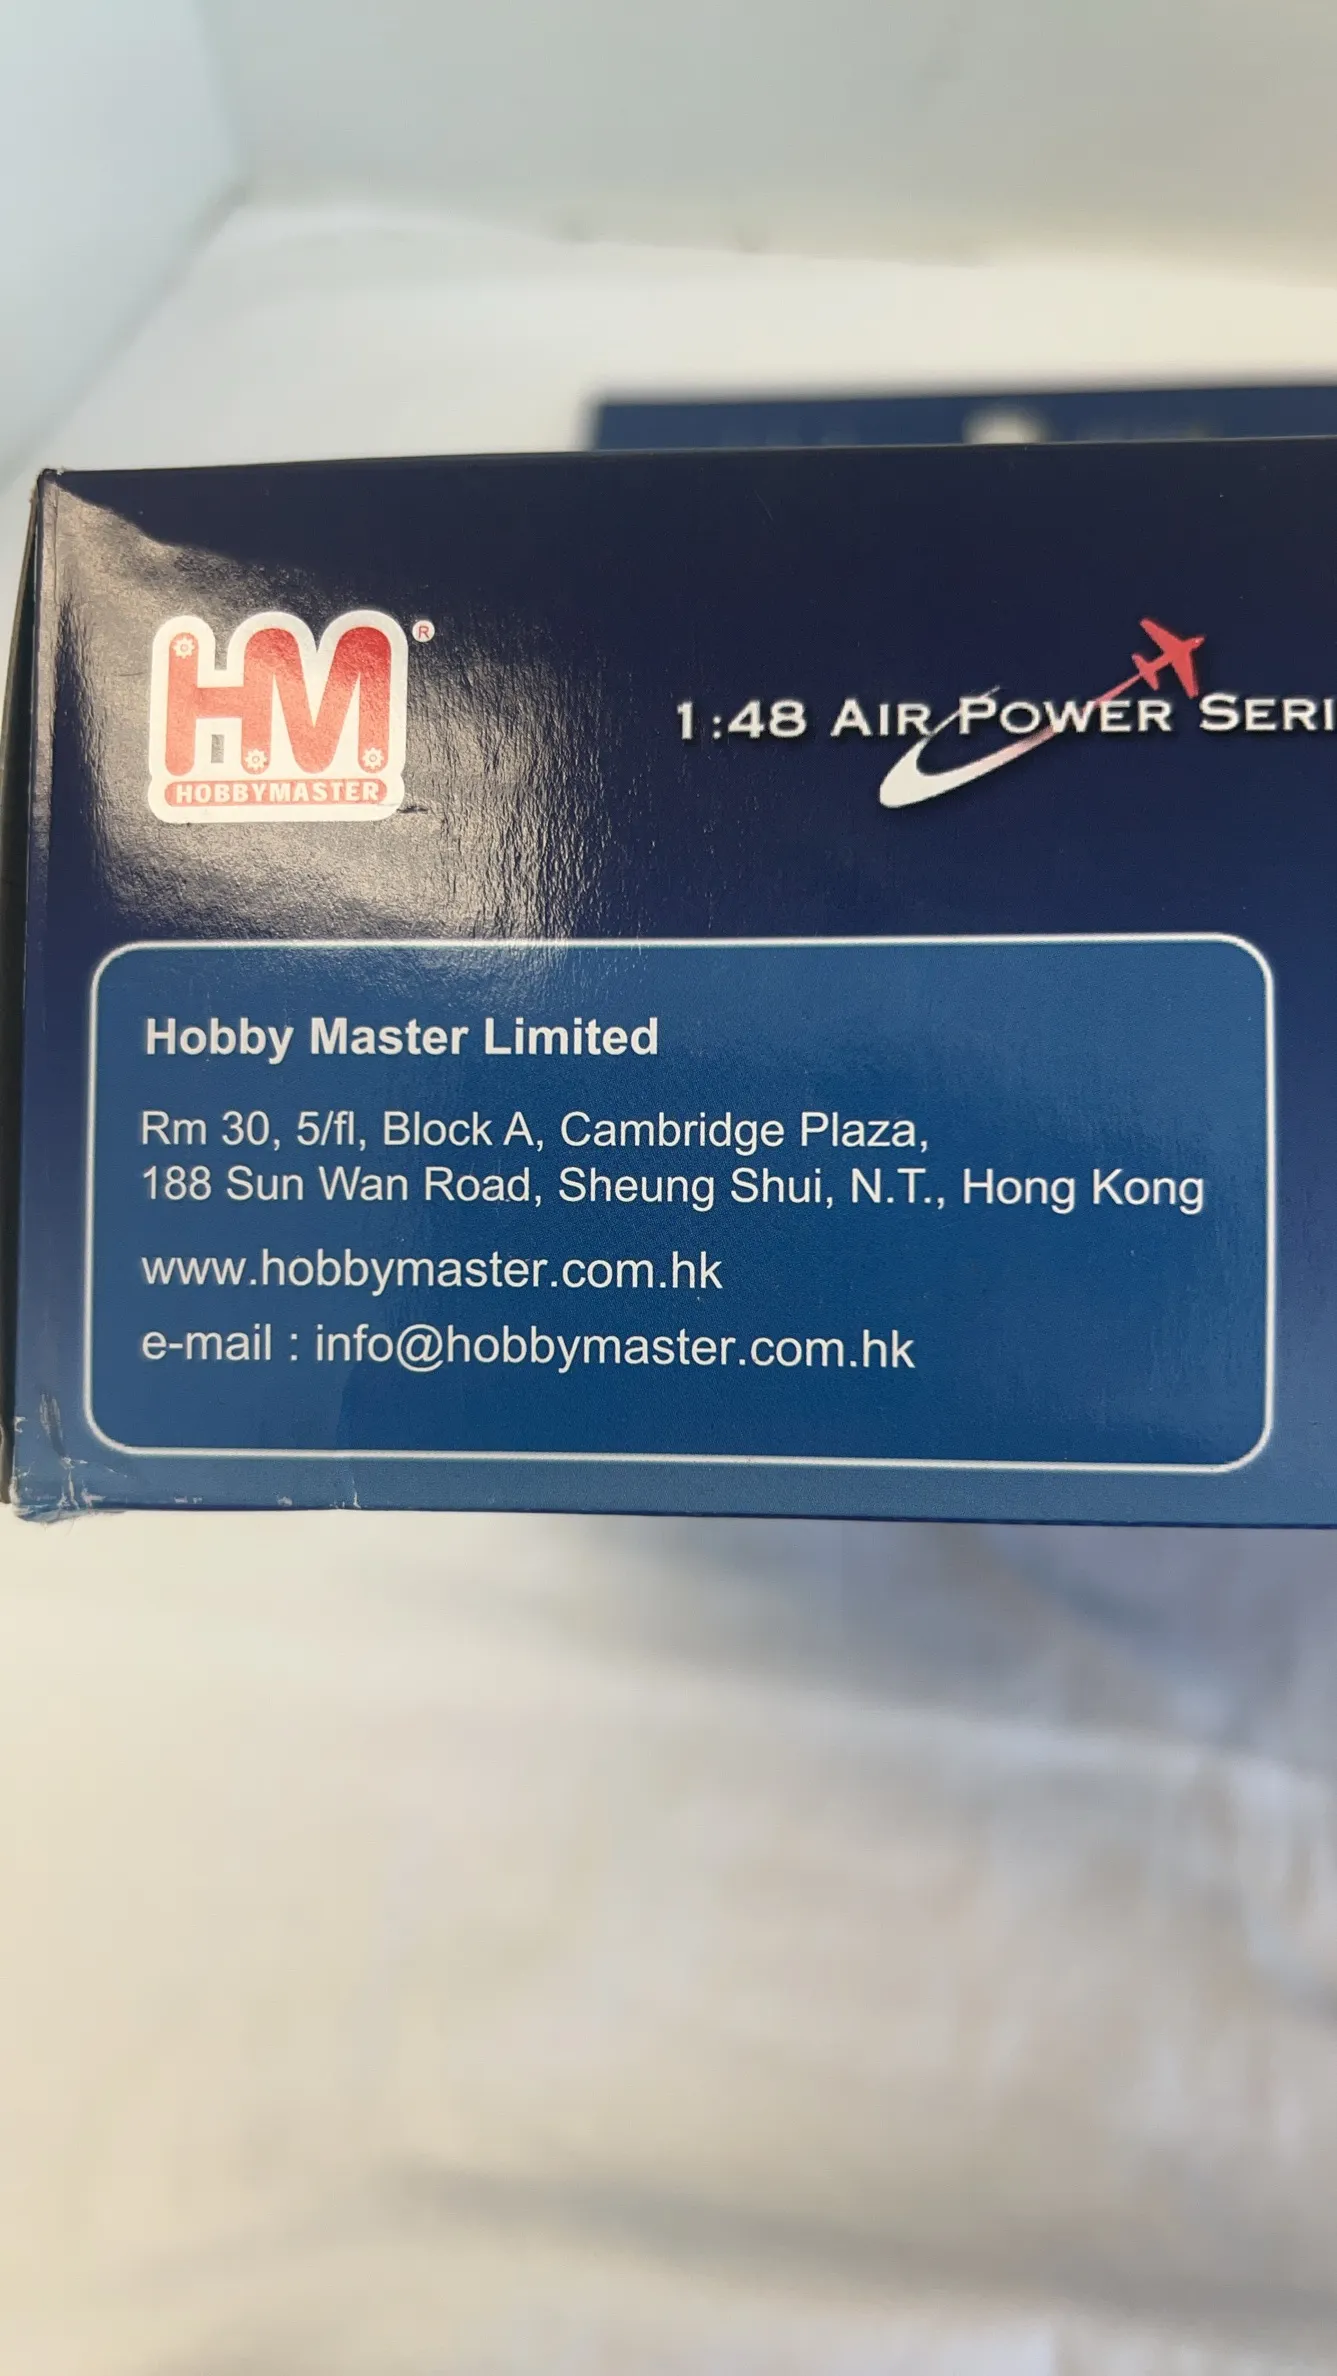 HM®
HOBBYMASTER
1:48 AIR POWER SERI
Hobby Master Limited
Rm 30, 5/fl, Block A, Cambridge Plaza,
188 Sun Wan Road, Sheung Shui, N.T., Hong Kong
www.hobbymaster.com.hk
e-mail : info@hobbymaster.com.hk